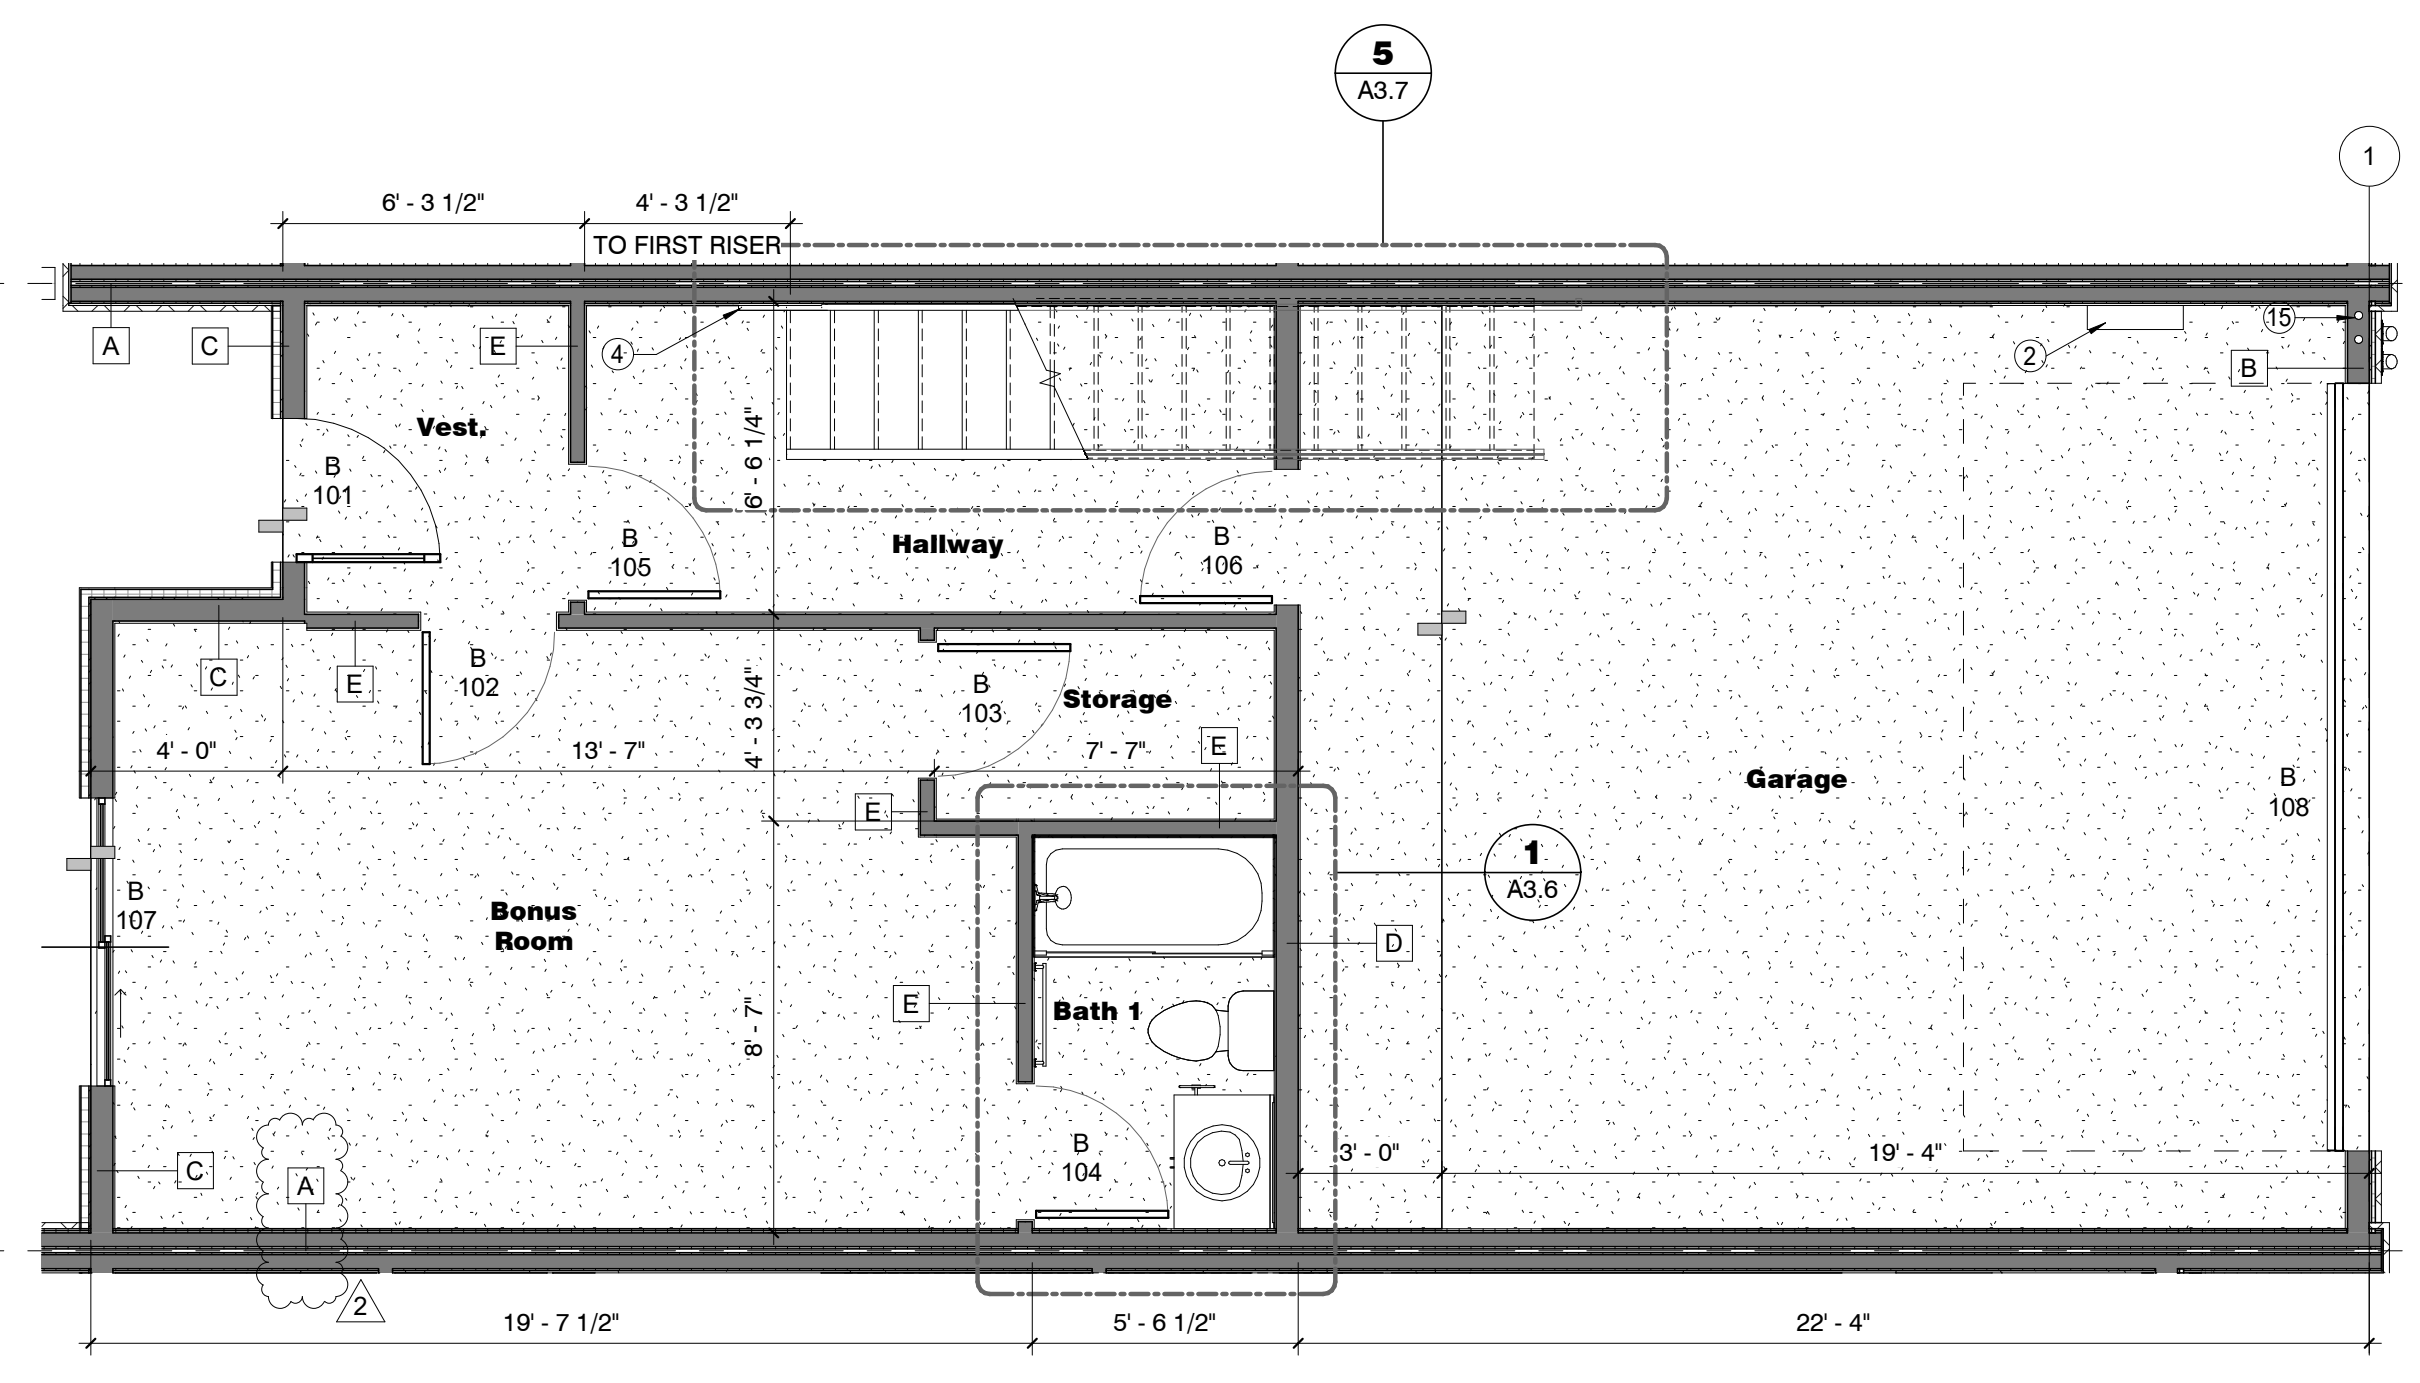 5
A3.7
1
6' - 3 1/2"
4' - 3 1/2"
TO FIRST RISER
A
C
E
4
2
15
B
Vest.
6' - 6 1/4"
B
101
B
105
Hallway
B
106
C
E
B
102
B
103
Storage
4' - 3 3/4"
4' - 0"
13' - 7"
7' - 7"
E
Garage
B
108
E
1
A3.6
B
107
Bonus
Room
D
E
Bath 1
8' - 7"
B
104
3' - 0"
19' - 4"
C
A
2
19' - 7 1/2"
5' - 6 1/2"
22' - 4"